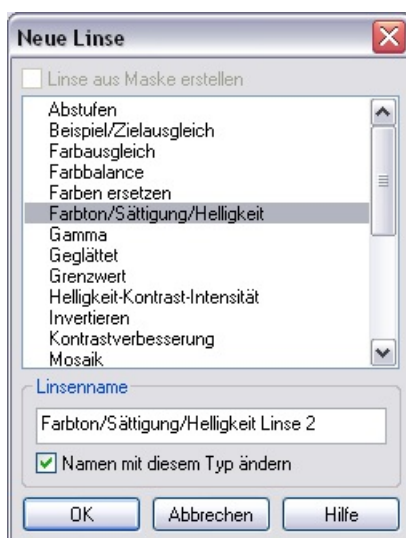 Neue Linse
Linse aus Maske erstellen
Abstufen
Beispiel/Zielausgleich
Farbausgleich
Farbbalance
Farben ersetzen
Farbton/Sättigung/Helligkeit
Gamma
Geglättet
Grenzwert
Helligkeit-Kontrast-Intensität
Invertieren
Kontrastverbesserung
Mosaik
Linsenname
Farbton/Sättigung/Helligkeit Linse 2
Namen mit diesem Typ ändern
OK Abbrechen Hilfe